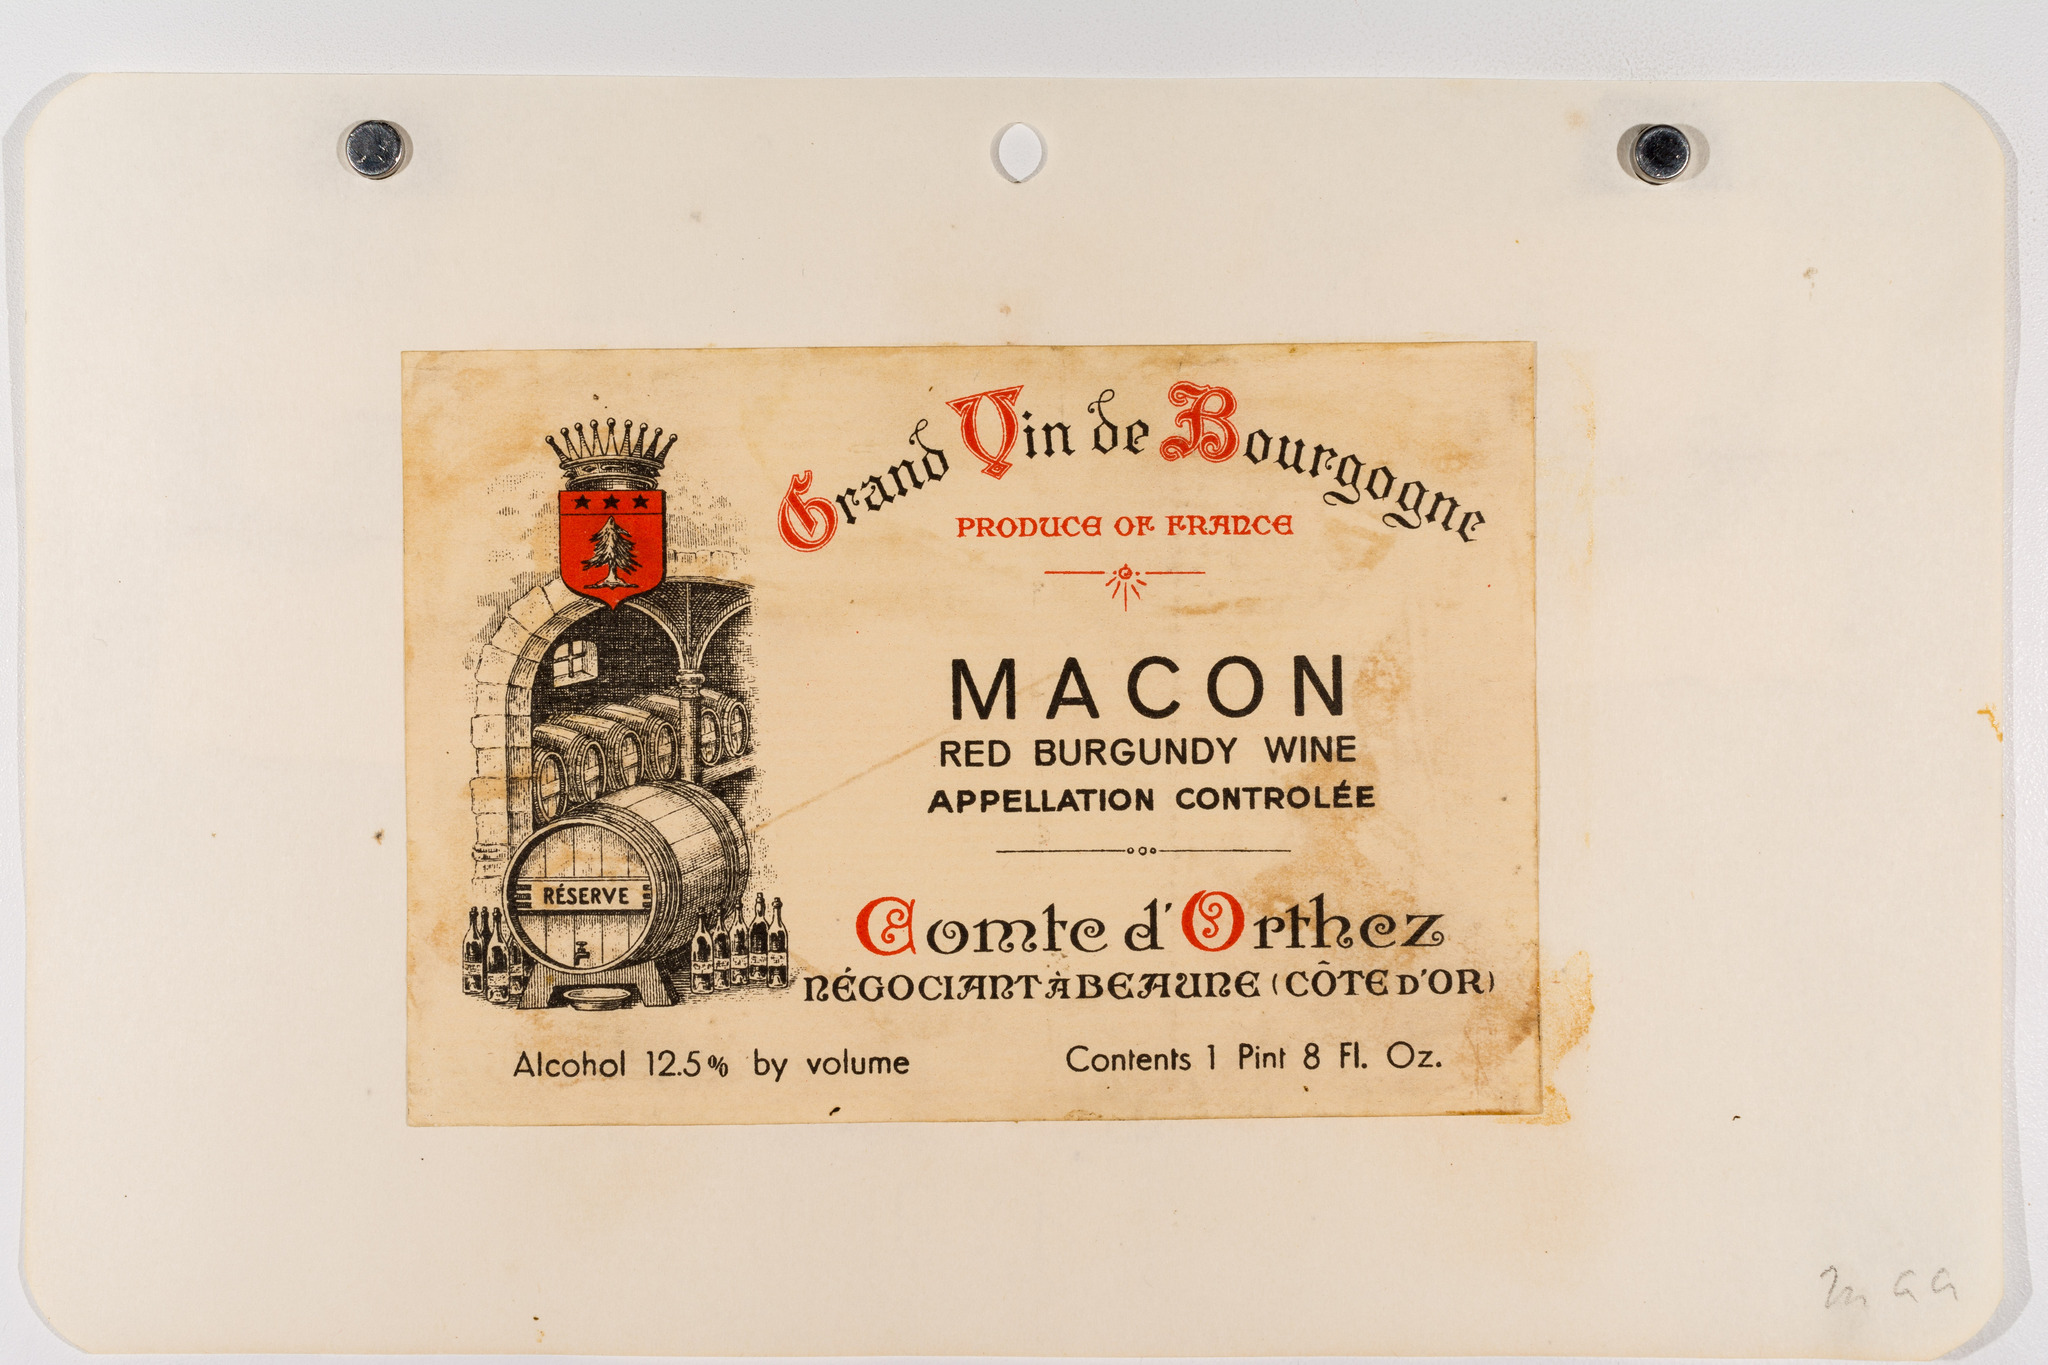 Grand Vin de Bourgogne
PRODUCE OF FRANCE
MACON
RED BURGUNDY WINE
APPELLATION CONTROLÉE
RÉSERVE
Comte d'Orthez
NÉGOCIANT À BEAUNE (CÔTE D'OR)
Alcohol 12.5% by volume
Contents 1 Pint 8 Fl. Oz.